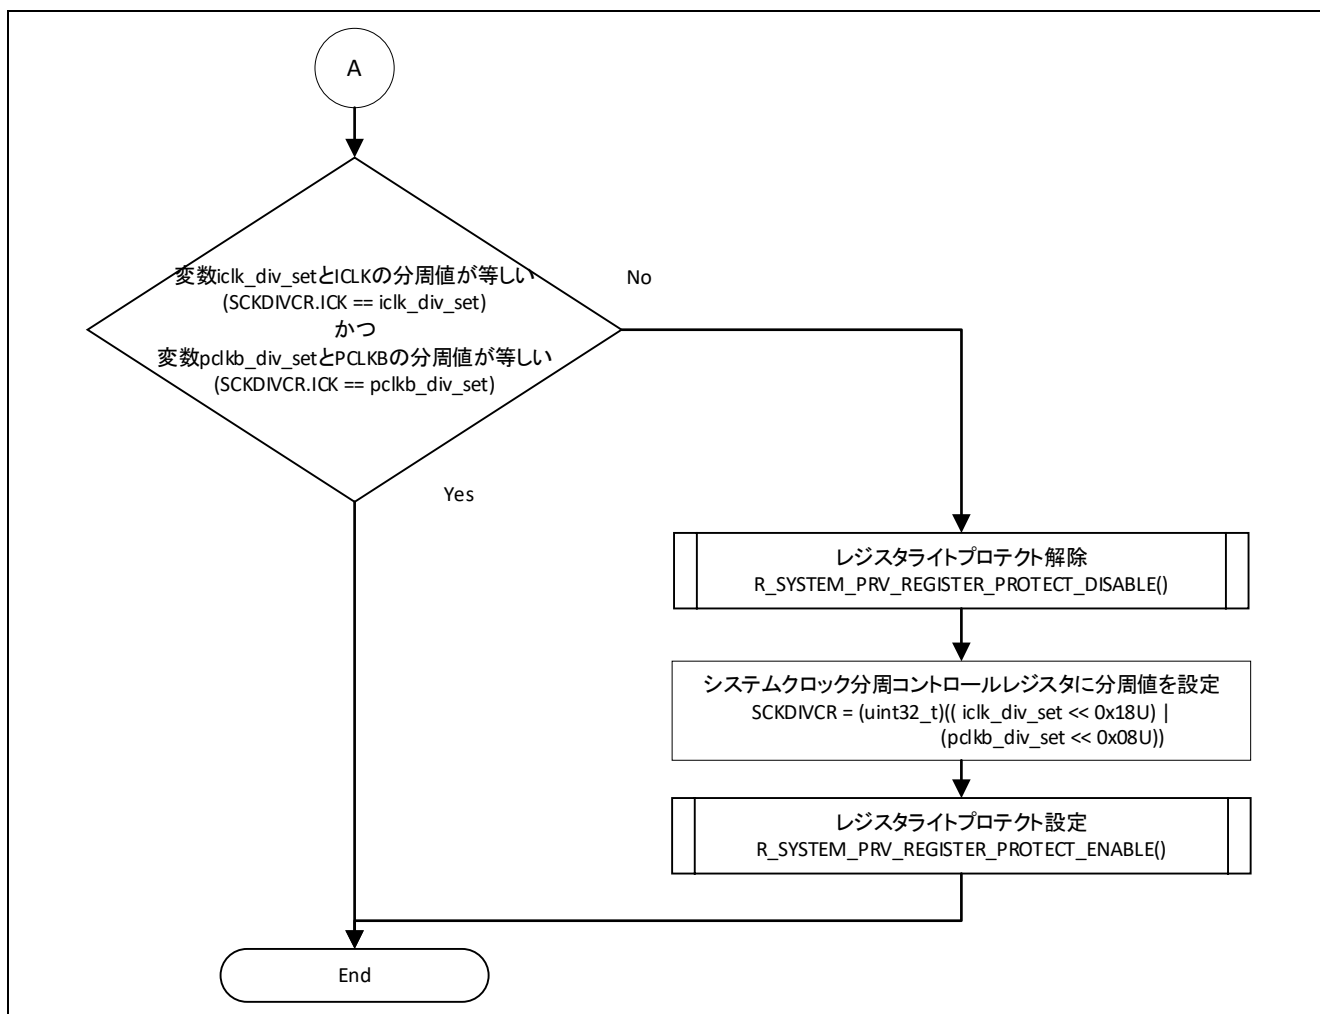 A
変数iclk_div_setとICLKの分周値が等しい
(SCKDIVCR.ICK == iclk_div_set)
かつ
変数pclkb_div_setとPCLKBの分周値が等しい
(SCKDIVCR.ICK == pclkb_div_set)
No
Yes
レジスタライトプロテクト解除
R_SYSTEM_PRV_REGISTER_PROTECT_DISABLE()
システムクロック分周コントロールレジスタに分周値を設定
SCKDIVCR = (uint32_t)(( iclk_div_set << 0x18U) |
(pclkb_div_set << 0x08U))
レジスタライトプロテクト設定
R_SYSTEM_PRV_REGISTER_PROTECT_ENABLE()
End